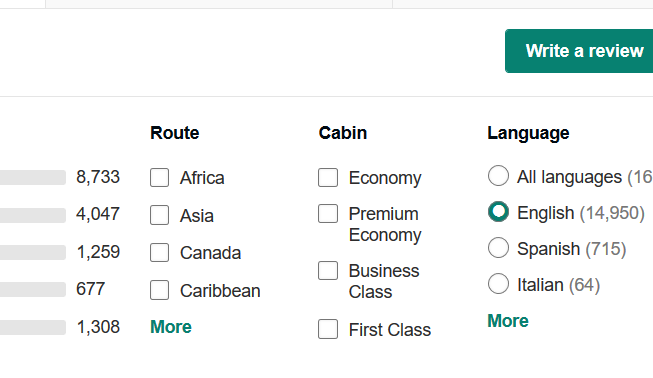 Write a review
Route
Cabin
Language
8,733
4,047
1,259
677
1,308
Africa
Asia
Canada
Caribbean
More
Economy
Premium
Economy
Business
Class
First Class
All languages (16
English (14,950)
Spanish (715)
Italian (64)
More